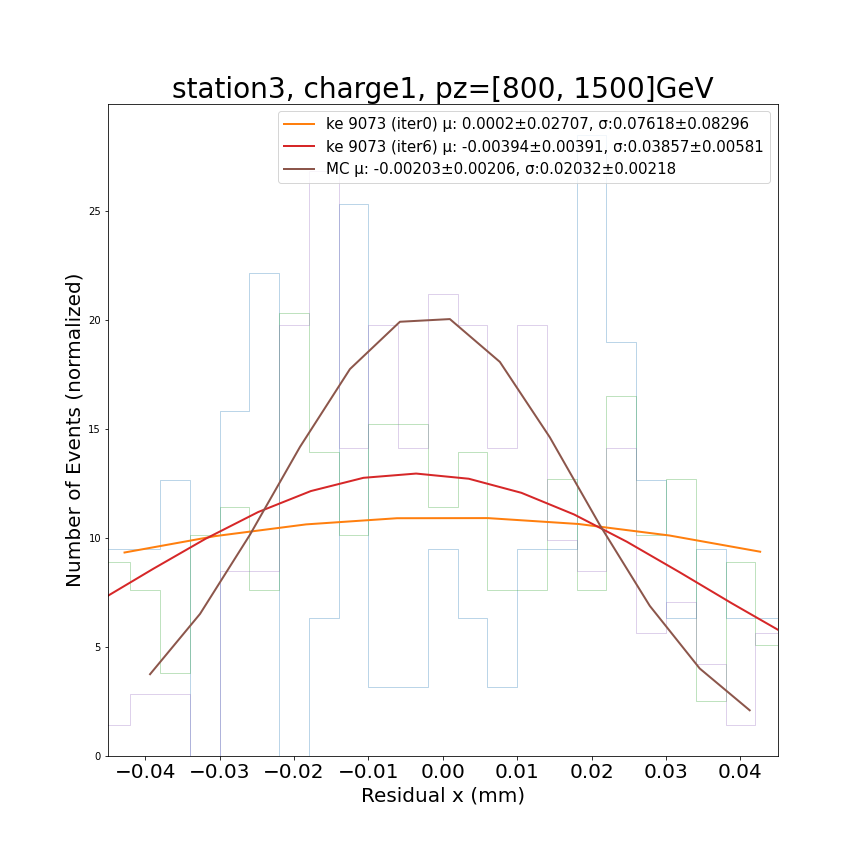 station3, charge1, pz=[800, 1500]GeV
ke 9073 (iter0) μ: 0.0002±0.02707, σ:0.07618±0.08296
ke 9073 (iter6) μ: -0.00394±0.00391, σ:0.03857±0.00581
MC μ: -0.00203±0.00206, σ:0.02032±0.00218
Number of Events (normalized)
25
20
15
10
5
0
−0.04 −0.03 −0.02 −0.01 0.00 0.01 0.02 0.03 0.04
Residual x (mm)